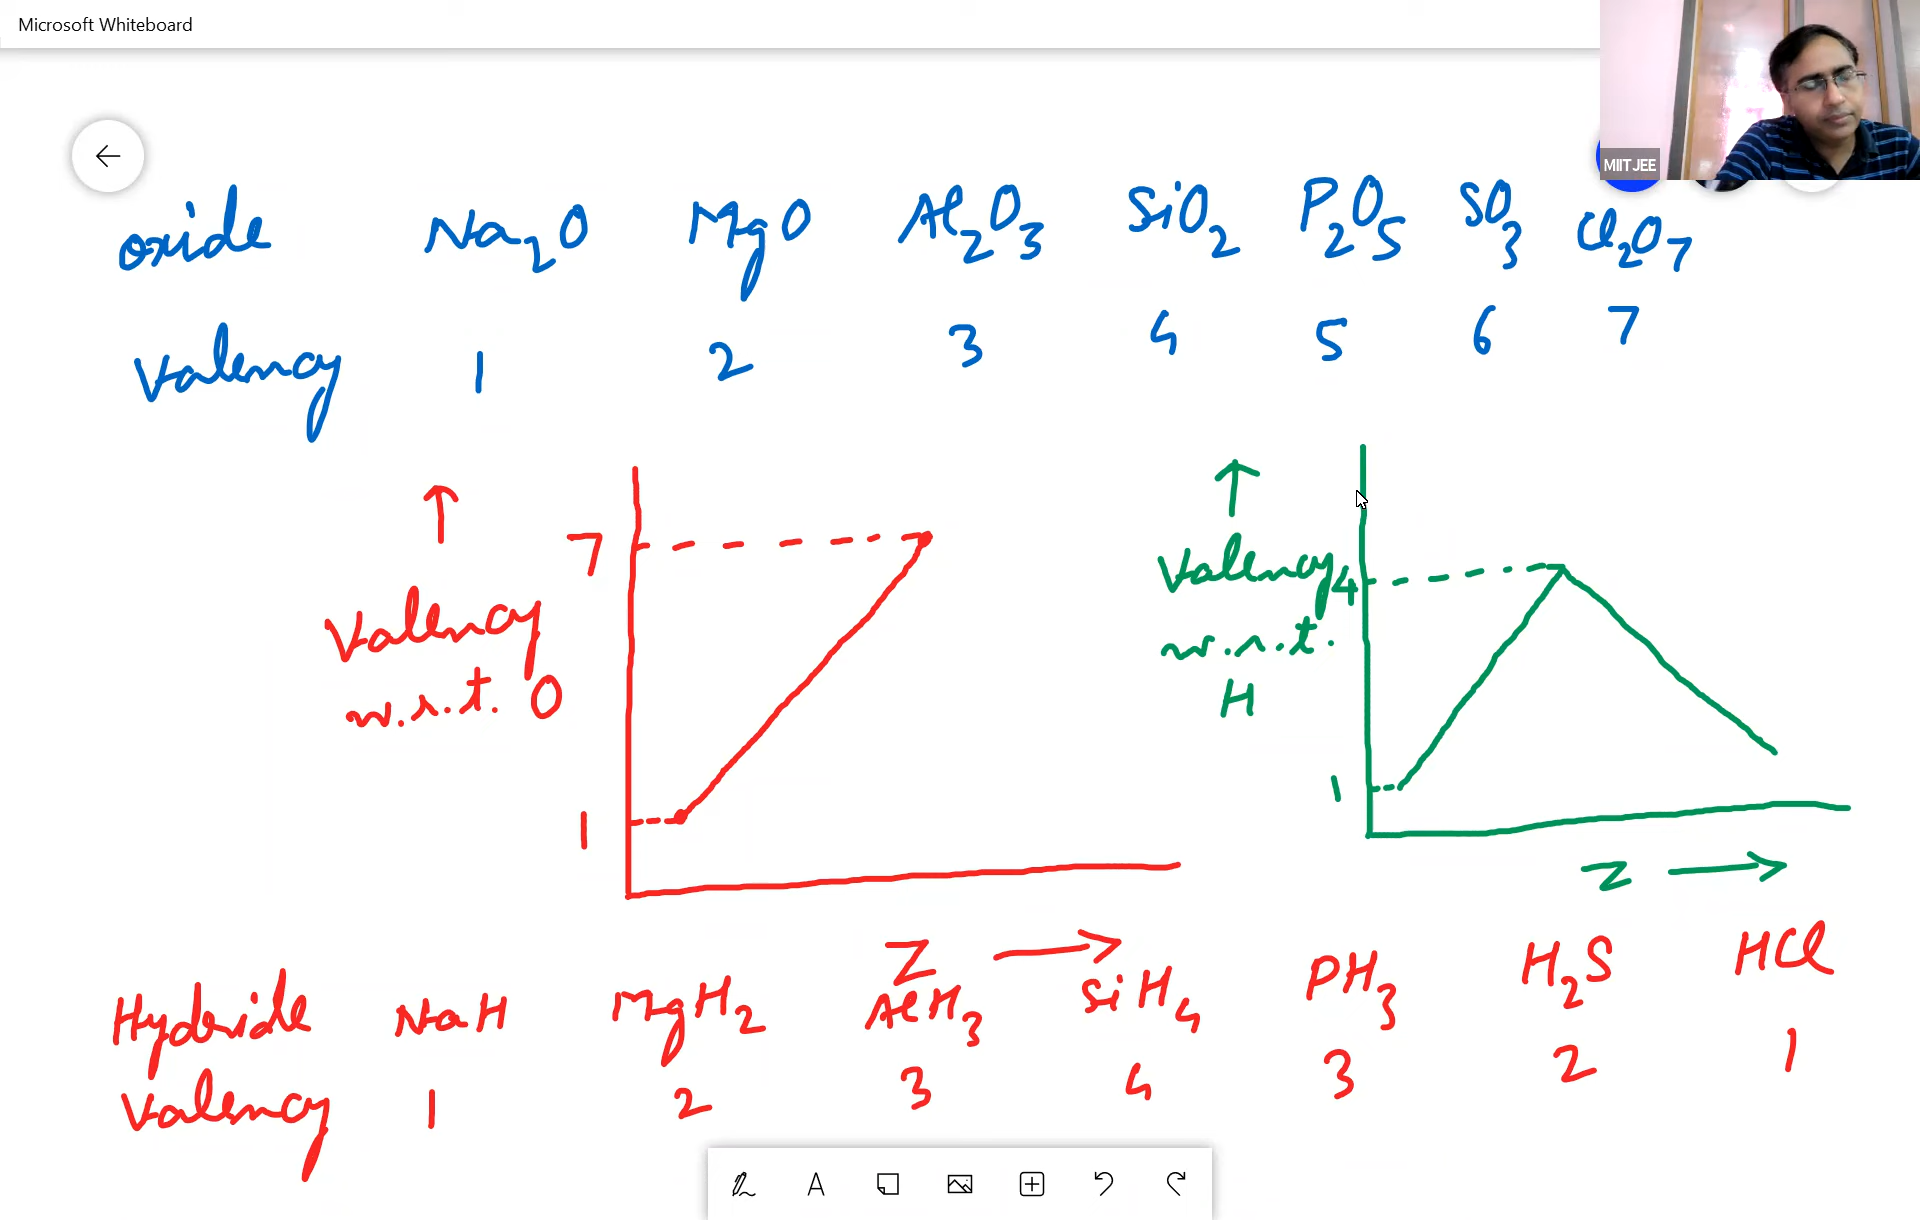 Microsoft Whiteboard
MIIT JEE
oxide Na2O MgO Al2O3 SiO2 P2O5 SO3 Cl2O7
Valency 1 2 3 4 5 6 7
↑
7
Valency
w.r.t. O
1
Z →
↑
Valency
4
w.r.t.
H
1
Z →
Hydride NaH MgH2 AlH3 SiH4 PH3 H2S HCl
Valency 1 2 3 4 3 2 1